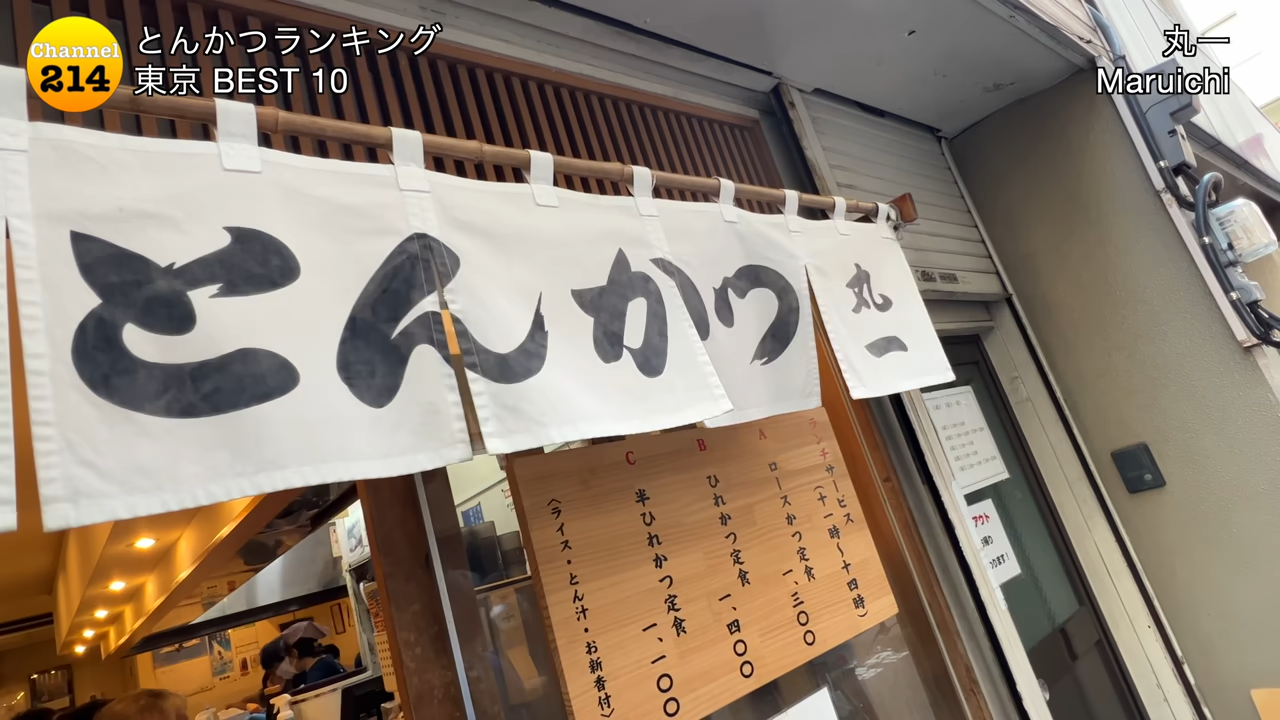 Channel
214
とんかつランキング
東京 BEST 10
丸一
Maruichi
とんかつ
丸一
ランチサービス(十一時〜十四時)
A ロースかつ定食 一、三〇〇
B ひれかつ定食 一、四〇〇
C 半ひれかつ定食 一、一〇〇
〈ライス・とん汁・お新香付〉
アウト